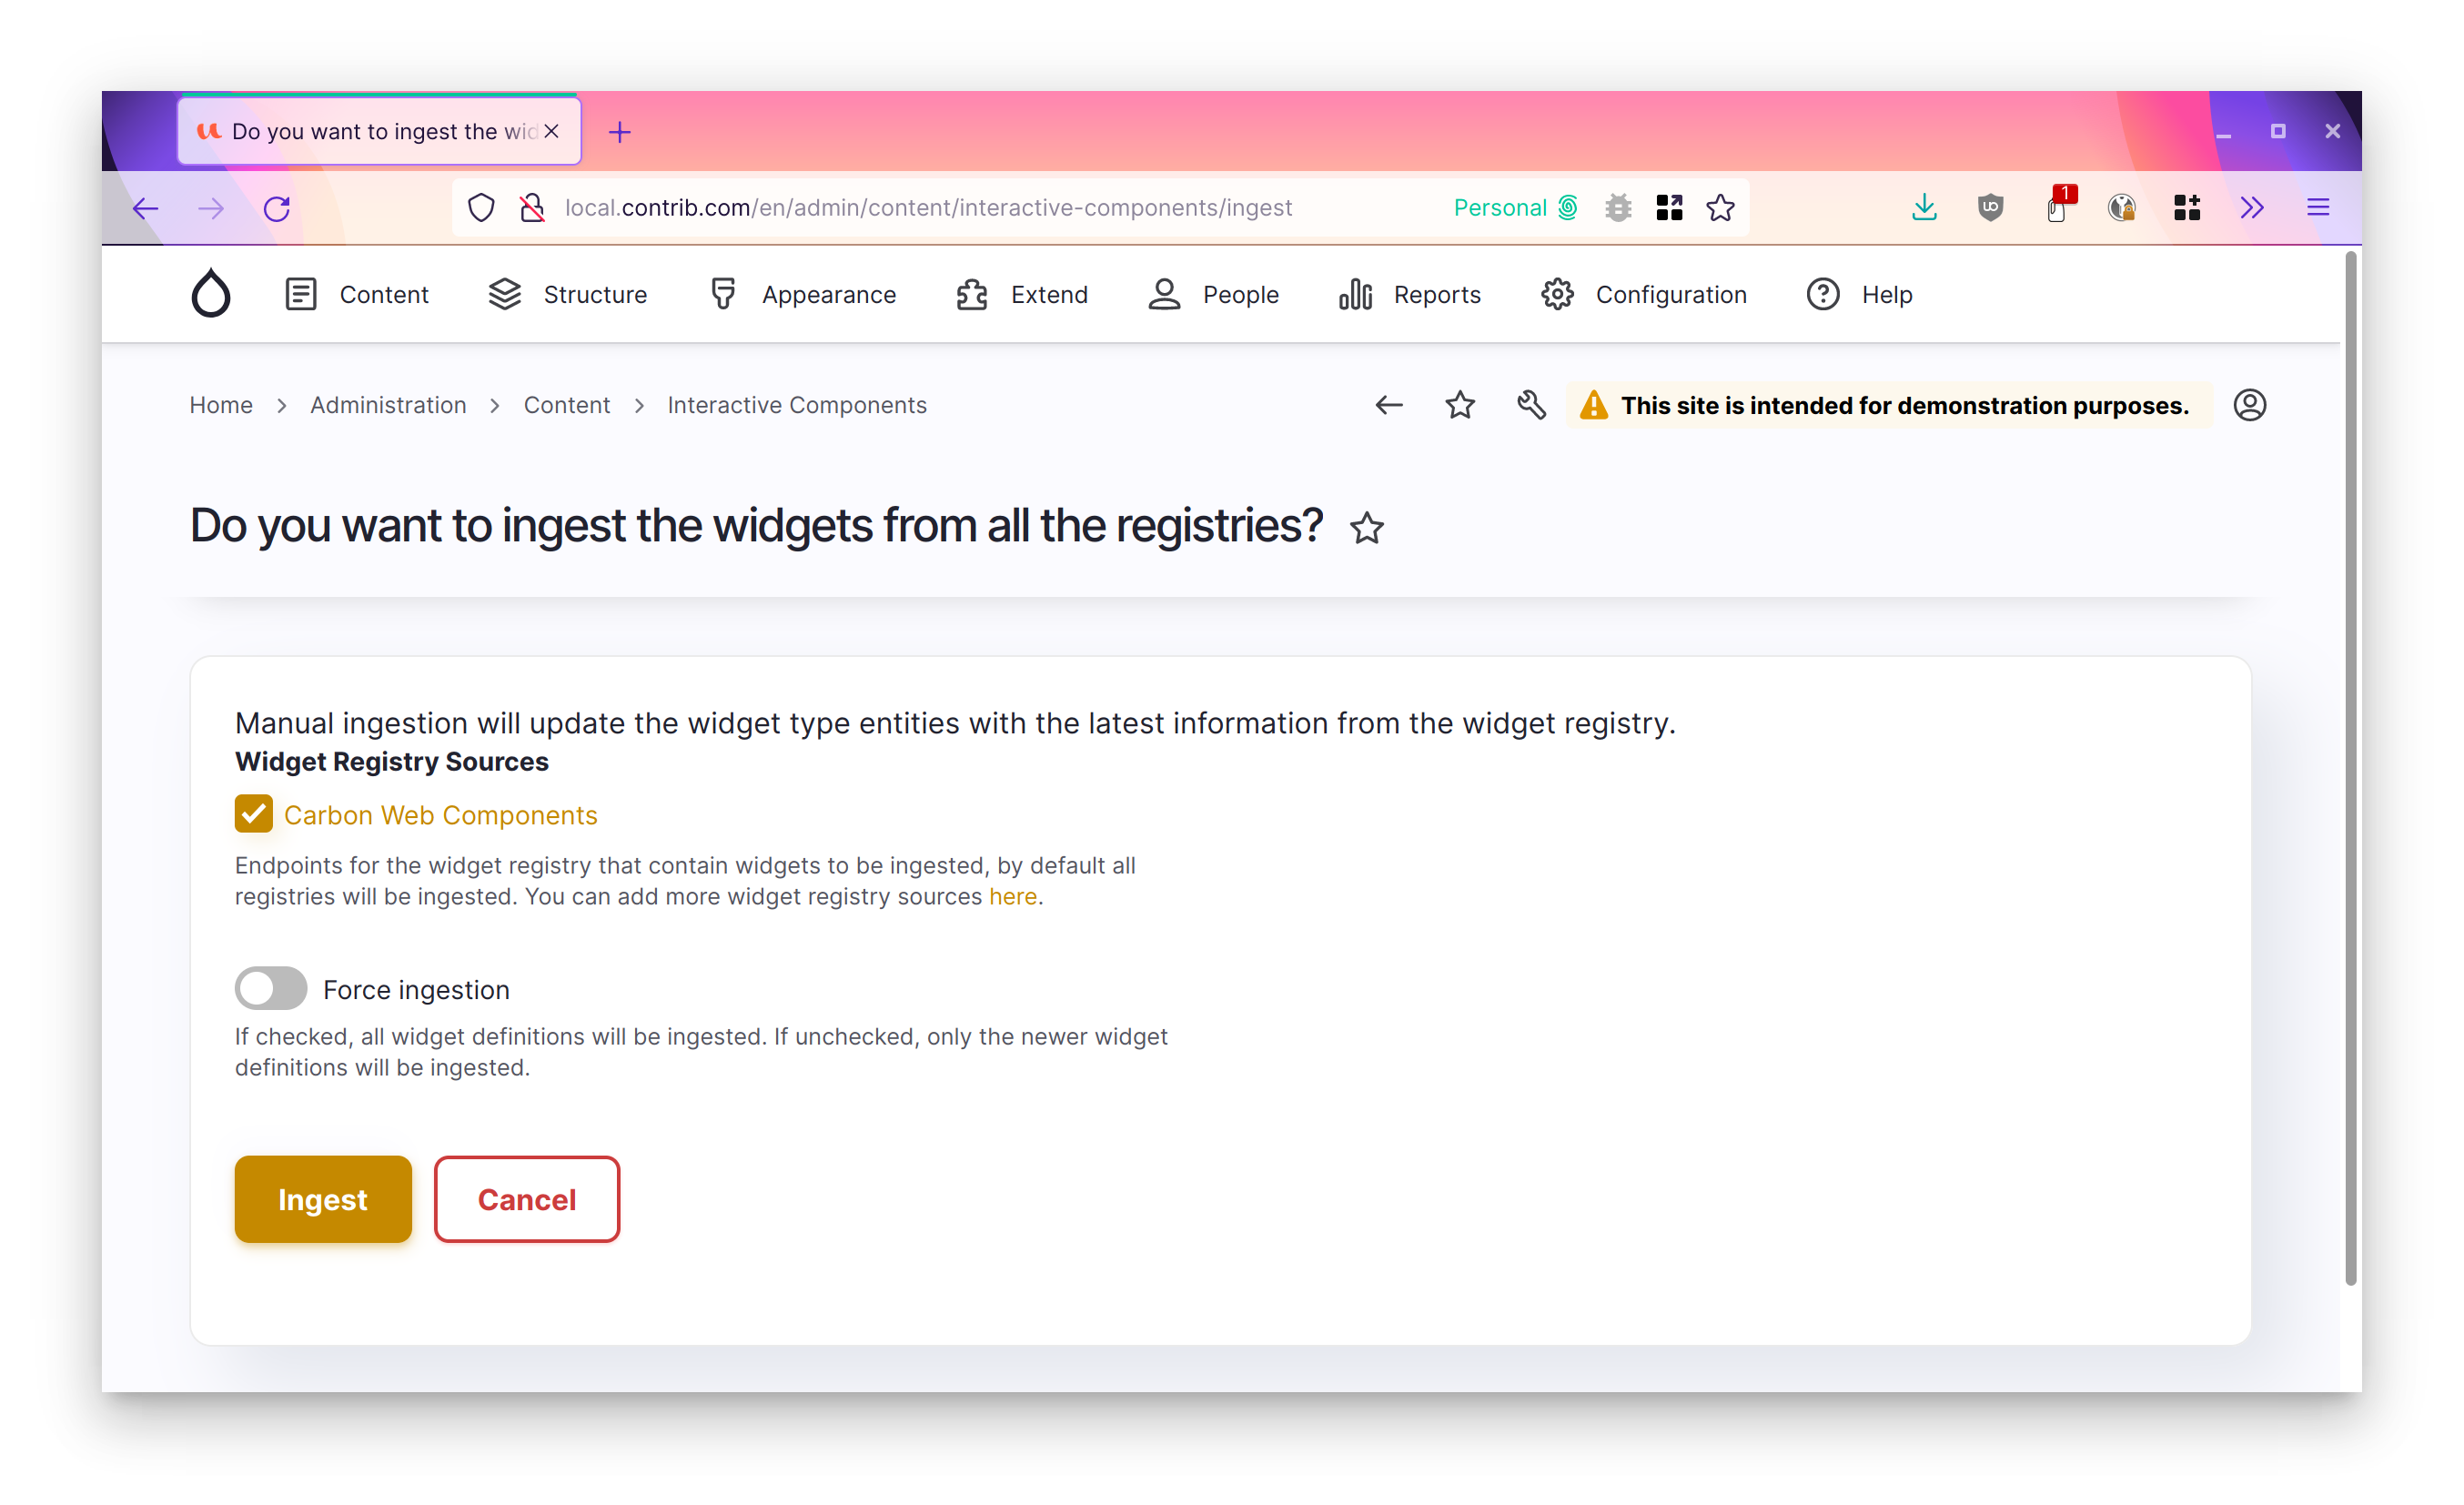 Do you want to ingest the wid
local.contrib.com/en/admin/content/interactive-components/ingest
Personal
1
Content
Structure
Appearance
Extend
People
Reports
Configuration
Help
Home > Administration > Content > Interactive Components
This site is intended for demonstration purposes.
Do you want to ingest the widgets from all the registries?
Manual ingestion will update the widget type entities with the latest information from the widget registry.
Widget Registry Sources
Carbon Web Components
Endpoints for the widget registry that contain widgets to be ingested, by default all
registries will be ingested. You can add more widget registry sources here.
Force ingestion
If checked, all widget definitions will be ingested. If unchecked, only the newer widget
definitions will be ingested.
Ingest
Cancel